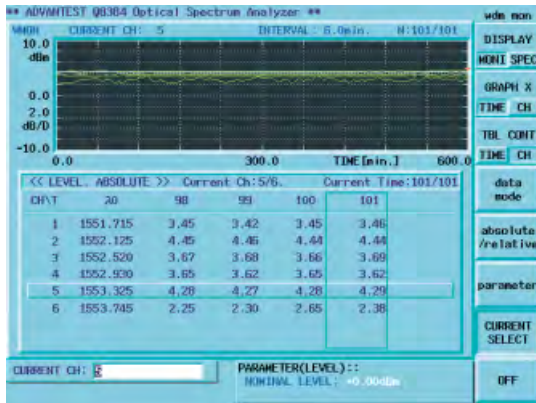 ** ADVANTEST Q8384 Optical Spectrum Analyzer **
WMON CURRENT CH: 5 INTERVAL: 6.0min. N:101/101
10.0
dBm
0.0
2.0
dB/D
-10.0
0.0 300.0 TIME[min.] 600.0
<< LEVEL. ABSOLUTE >> Current Ch:5/6. Current Time:101/101
CH\T λ0 98 99 100 101
1 1551.715 3.45 3.42 3.45 3.46
2 1552.125 4.45 4.46 4.44 4.44
3 1552.520 3.67 3.68 3.66 3.69
4 1552.930 3.65 3.62 3.65 3.62
5 1553.325 4.28 4.27 4.28 4.29
6 1553.745 2.25 2.30 2.65 2.38
CURRENT CH: 5
PARAMETER(LEVEL)::
NOMINAL LEVEL: +0.00dBm
wdm mon
DISPLAY
MONI SPEC
GRAPH X
TIME CH
TBL CONT
TIME CH
data
mode
absolute
/relative
parameter
CURRENT
SELECT
OFF